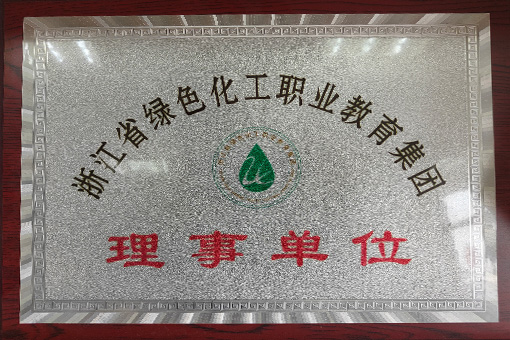 浙江省绿色化工职业教育集团
理事单位